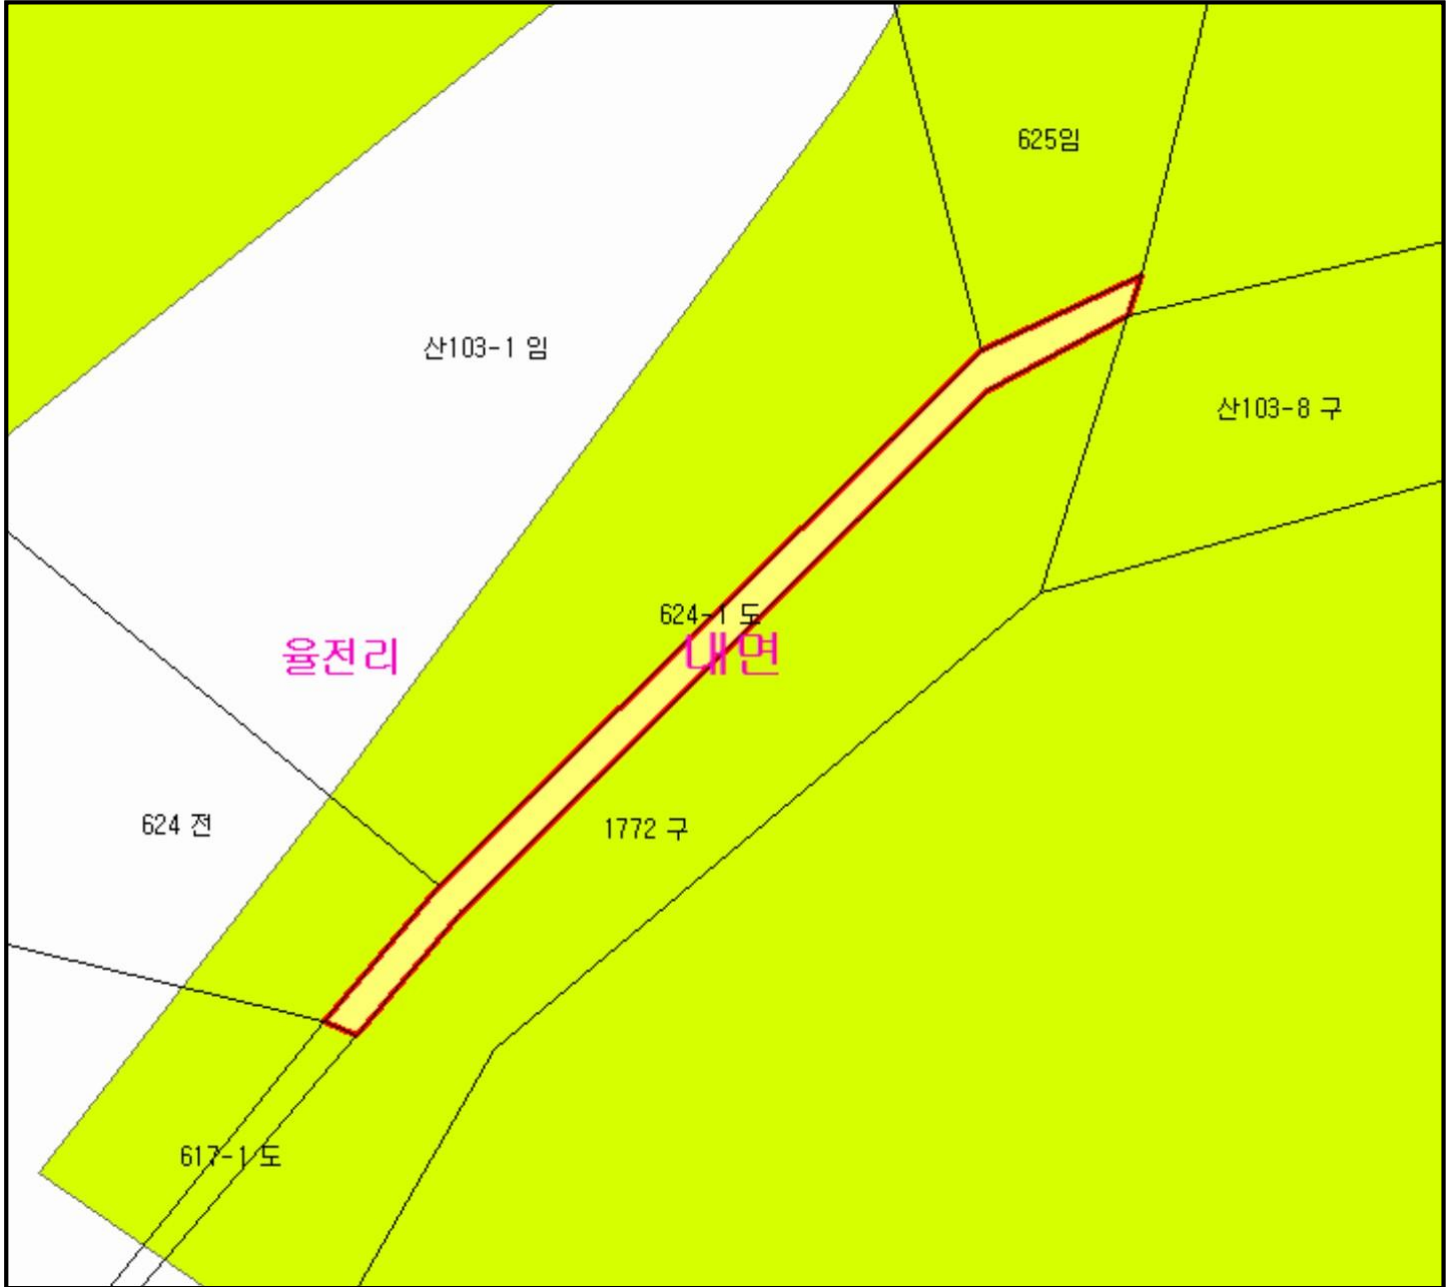 625임
산103-1 임
산103-8 구
624-1 도
율전리
내면
624 전
1772 구
617-1 도